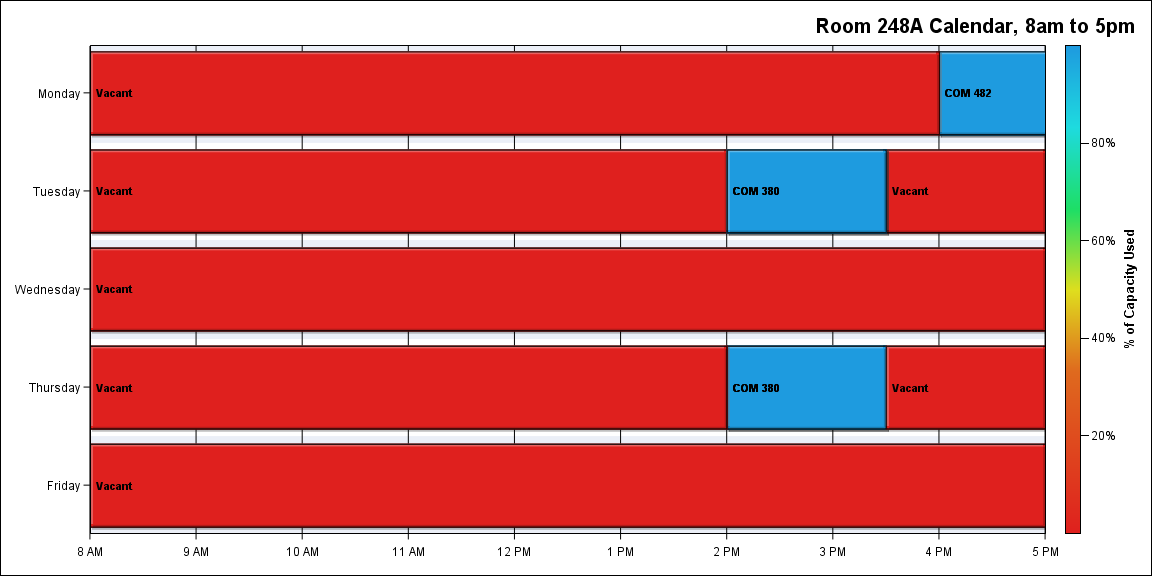 Room 248A Calendar, 8am to 5pm
Monday
Vacant
COM 482
Tuesday
Vacant
COM 380
Vacant
Wednesday
Vacant
Thursday
Vacant
COM 380
Vacant
Friday
Vacant
8 AM
9 AM
10 AM
11 AM
12 PM
1 PM
2 PM
3 PM
4 PM
5 PM
80%
60%
40%
20%
% of Capacity Used